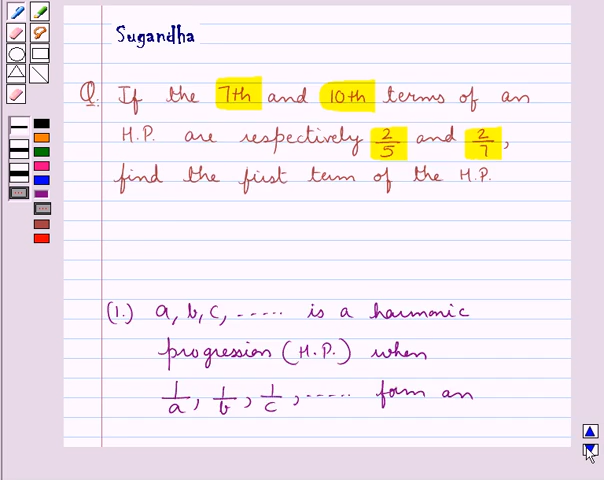 Sugandha
Q. If the 7th and 10th terms of an
H.P. are respectively 2/5 and 2/7,
find the first term of the H.P.
(1.) a, b, c, ----- is a harmonic
progression (H.P.) when
1/a, 1/b, 1/c, ----- form an